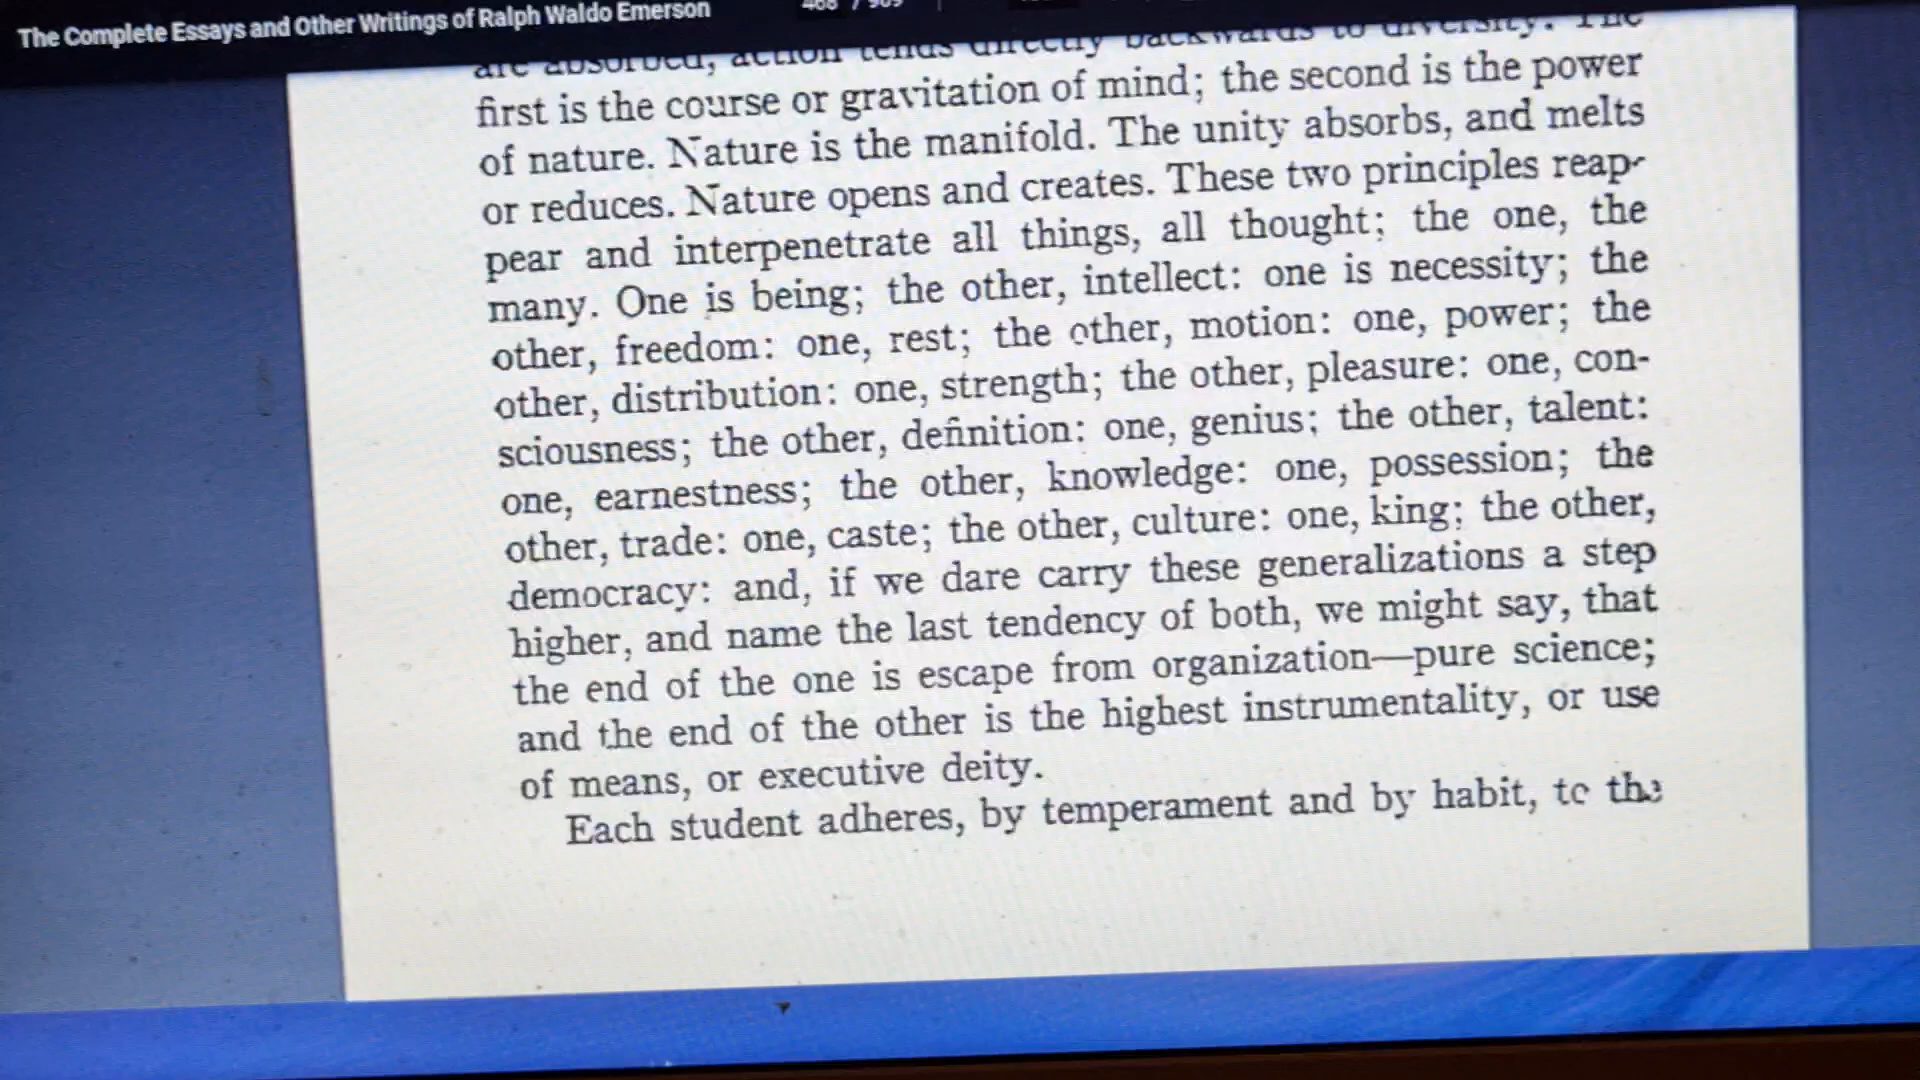 The Complete Essays and Other Writings of Ralph Waldo Emerson
are absorbed, action tends directly backwards to diversity. The
first is the course or gravitation of mind; the second is the power
of nature. Nature is the manifold. The unity absorbs, and melts
or reduces. Nature opens and creates. These two principles reap-
pear and interpenetrate all things, all thought; the one, the
many. One is being; the other, intellect: one is necessity; the
other, freedom: one, rest; the other, motion: one, power; the
other, distribution: one, strength; the other, pleasure: one, con-
sciousness; the other, definition: one, genius; the other, talent:
one, earnestness; the other, knowledge: one, possession; the
other, trade: one, caste; the other, culture: one, king; the other,
democracy: and, if we dare carry these generalizations a step
higher, and name the last tendency of both, we might say, that
the end of the one is escape from organization—pure science;
and the end of the other is the highest instrumentality, or use
of means, or executive deity.
Each student adheres, by temperament and by habit, to the